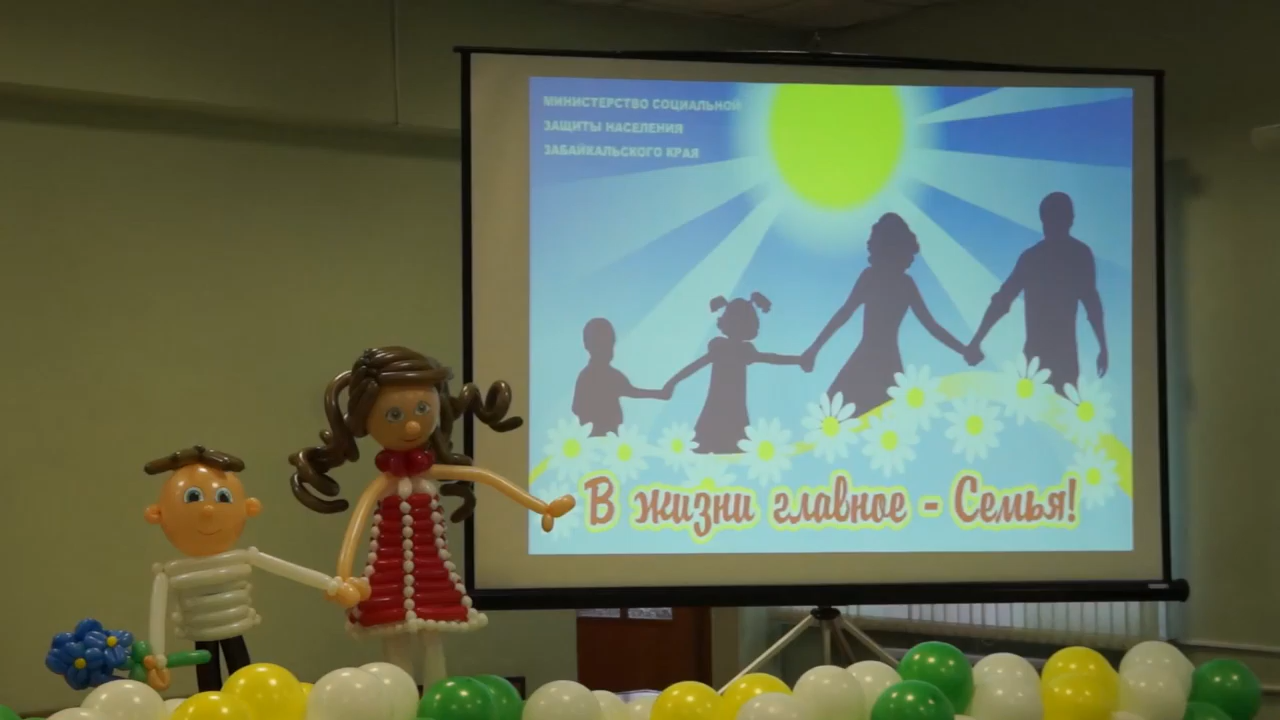 МИНИСТЕРСТВО СОЦИАЛЬНОЙ
ЗАЩИТЫ НАСЕЛЕНИЯ
ЗАБАЙКАЛЬСКОГО КРАЯ
В жизни главное - Семья!